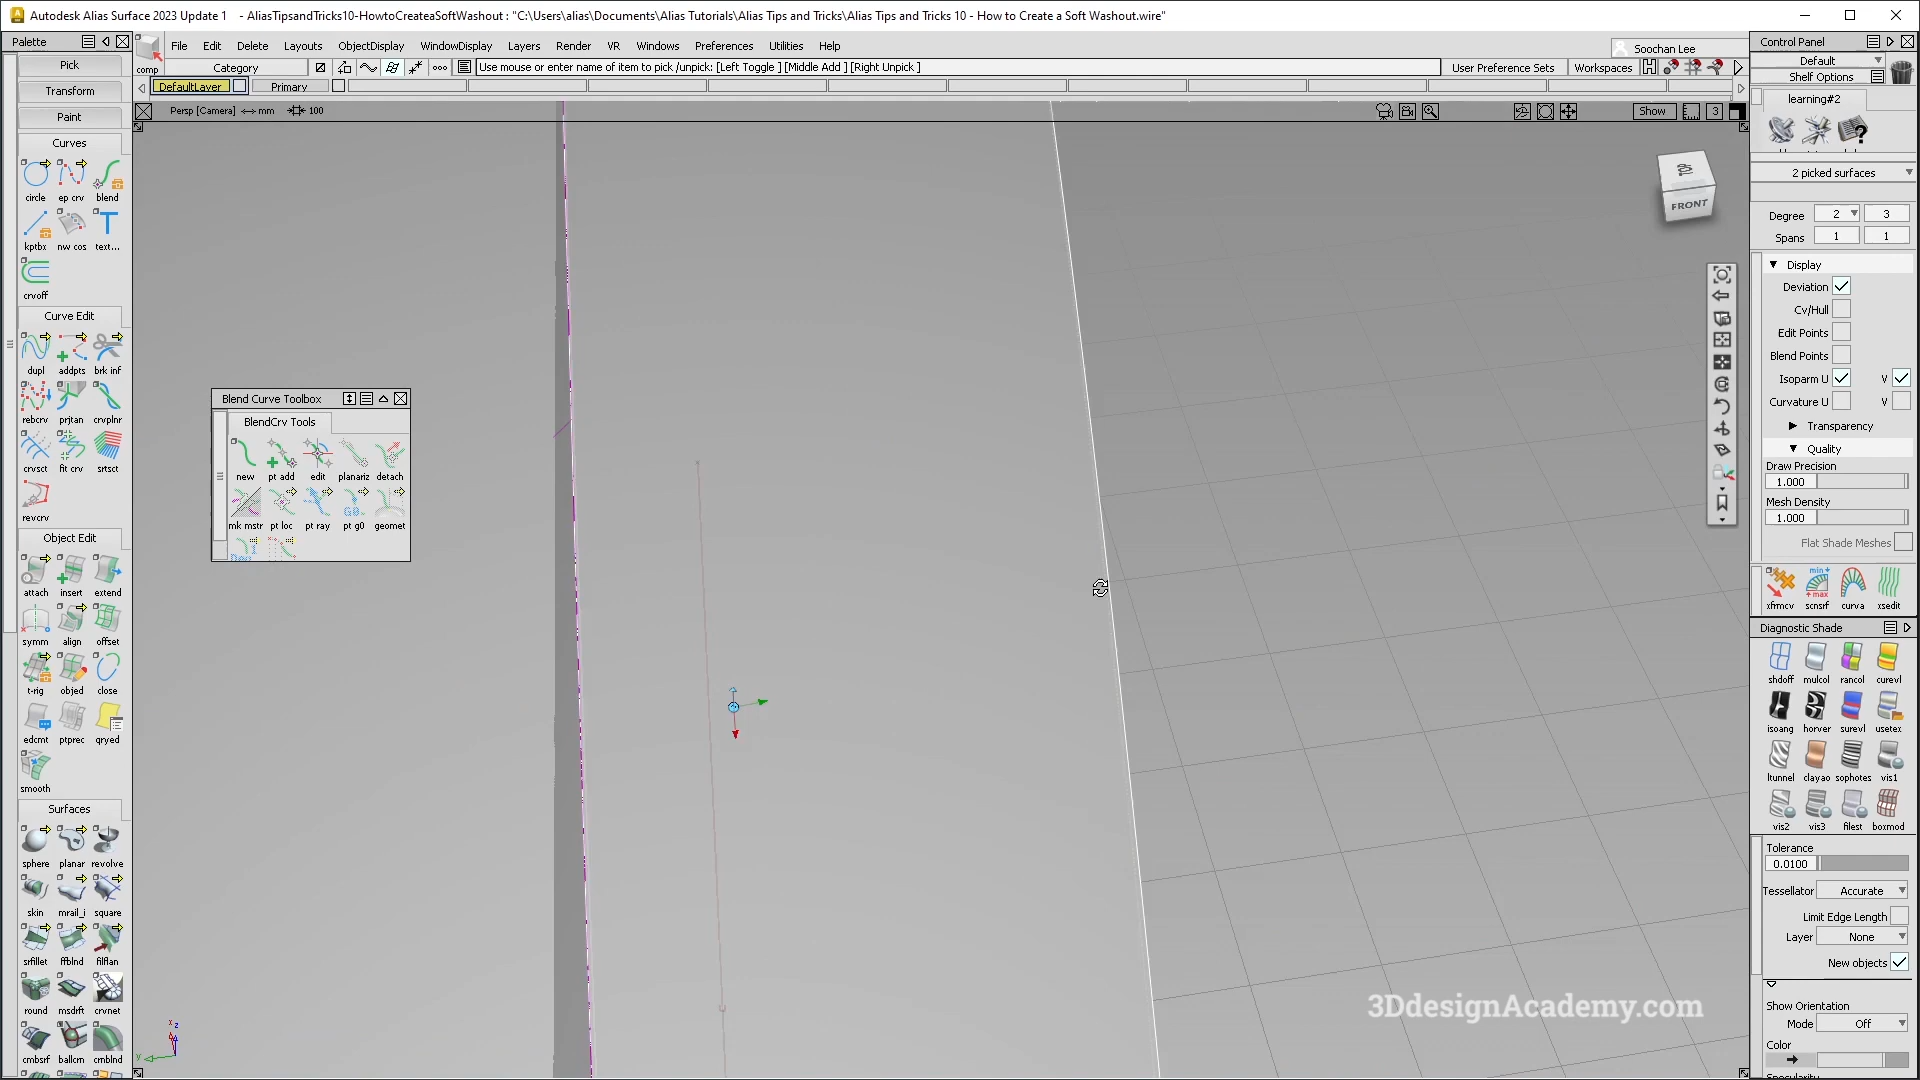 Autodesk Alias Surface 2023 Update 1 - AliasTipsandTricks10-HowtoCreateaSoftWashout : "C:\Users\alias\Documents\Alias Tutorials\Alias Tips and Tricks\Alias Tips and Tricks 10 - How to Create a Soft Washout.wire"
Palette
comp
File Edit Delete Layouts ObjectDisplay WindowDisplay Layers Render VR Windows Preferences Utilities Help
Soochan Lee
Category
Use mouse or enter name of item to pick /unpick: [Left Toggle ] [Middle Add ] [Right Unpick ]
User Preference Sets
Workspaces
DefaultLayer
Primary
Persp [Camera] mm 100
Show
3
FRONT
Pick
Transform
Paint
Curves
circle ep crv blend
kptbx nw cos text...
crvoff
Curve Edit
dupl addpts brk inf
rebcrv prjtan crvplnr
crvsct fit crv srtsct
revcrv
Object Edit
attach insert extend
symm align offset
t-rig objed close
edcmt ptprec qryed
smooth
Surfaces
sphere planar revolve
skin mrail_i square
srfillet ffblnd filflan
round msdrft crvnet
cmbsrf ballcrn cmblnd
Blend Curve Toolbox
BlendCrv Tools
new pt add edit planariz detach
mk mstr pt loc pt ray pt g0 geomet
Control Panel
Default
Shelf Options
learning#2
2 picked surfaces
Degree 2 3
Spans 1 1
Display
Deviation
Cv/Hull
Edit Points
Blend Points
Isoparm U V
Curvature U V
Transparency
Quality
Draw Precision
1.000
Mesh Density
1.000
Flat Shade Meshes
xfrmcv scnsrf curva xsedit
Diagnostic Shade
shdoff mulcol rancol curevl
isoang horver surevl usetex
ltunnel clayao sophotes vis1
vis2 vis3 filest boxmod
Tolerance
0.0100
Tessellator Accurate
Limit Edge Length
Layer None
New objects
Show Orientation
Mode Off
Color
3DdesignAcademy.com
x z
y